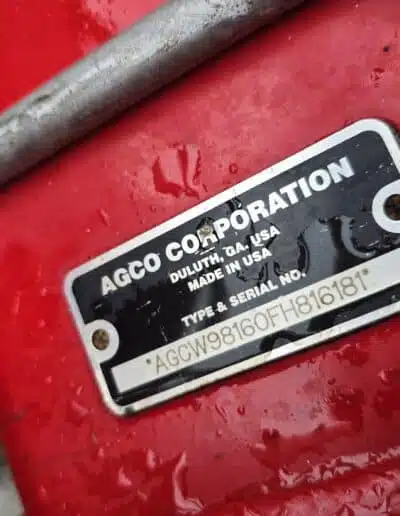 AGCO CORPORATION
DULUTH, GA. USA
MADE IN USA
TYPE & SERIAL NO.
*AGCW98160FH816181*